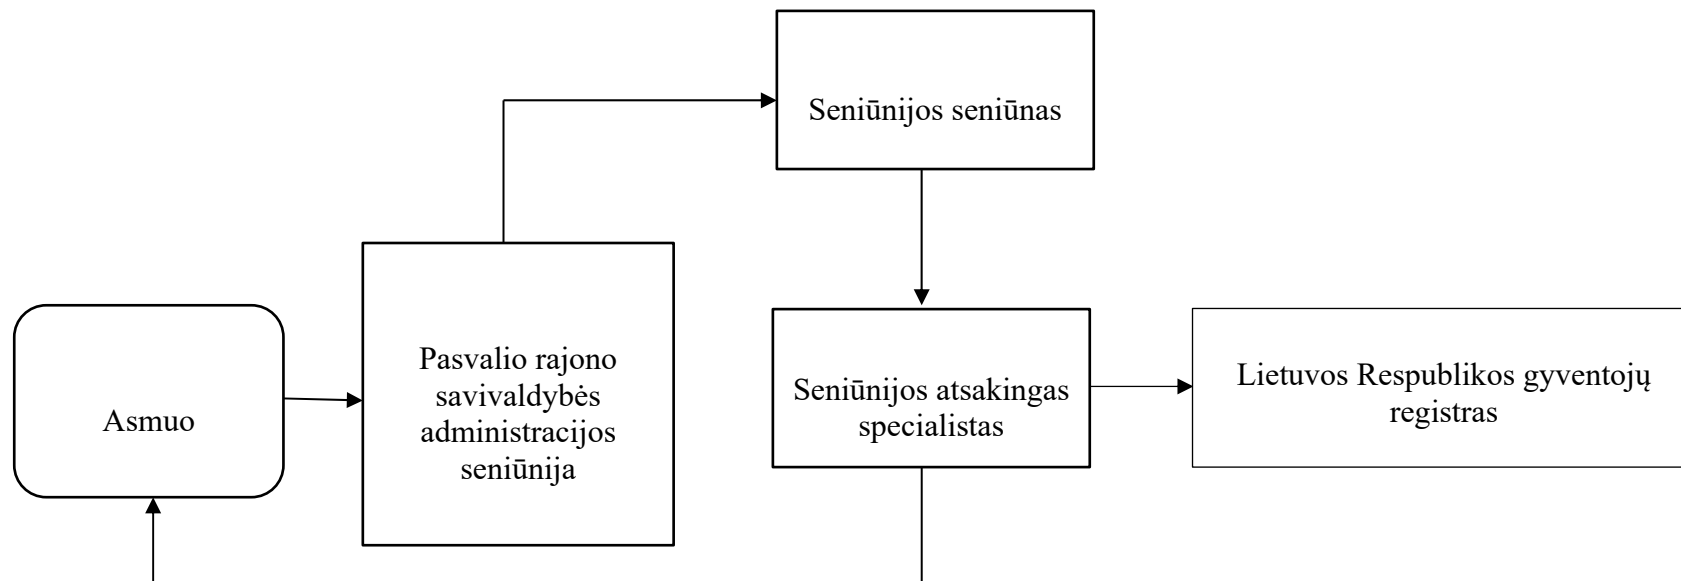 Seniūnijos seniūnas
Asmuo
Pasvalio rajono
savivaldybės
administracijos
seniūnija
Seniūnijos atsakingas
specialistas
Lietuvos Respublikos gyventojų
registras